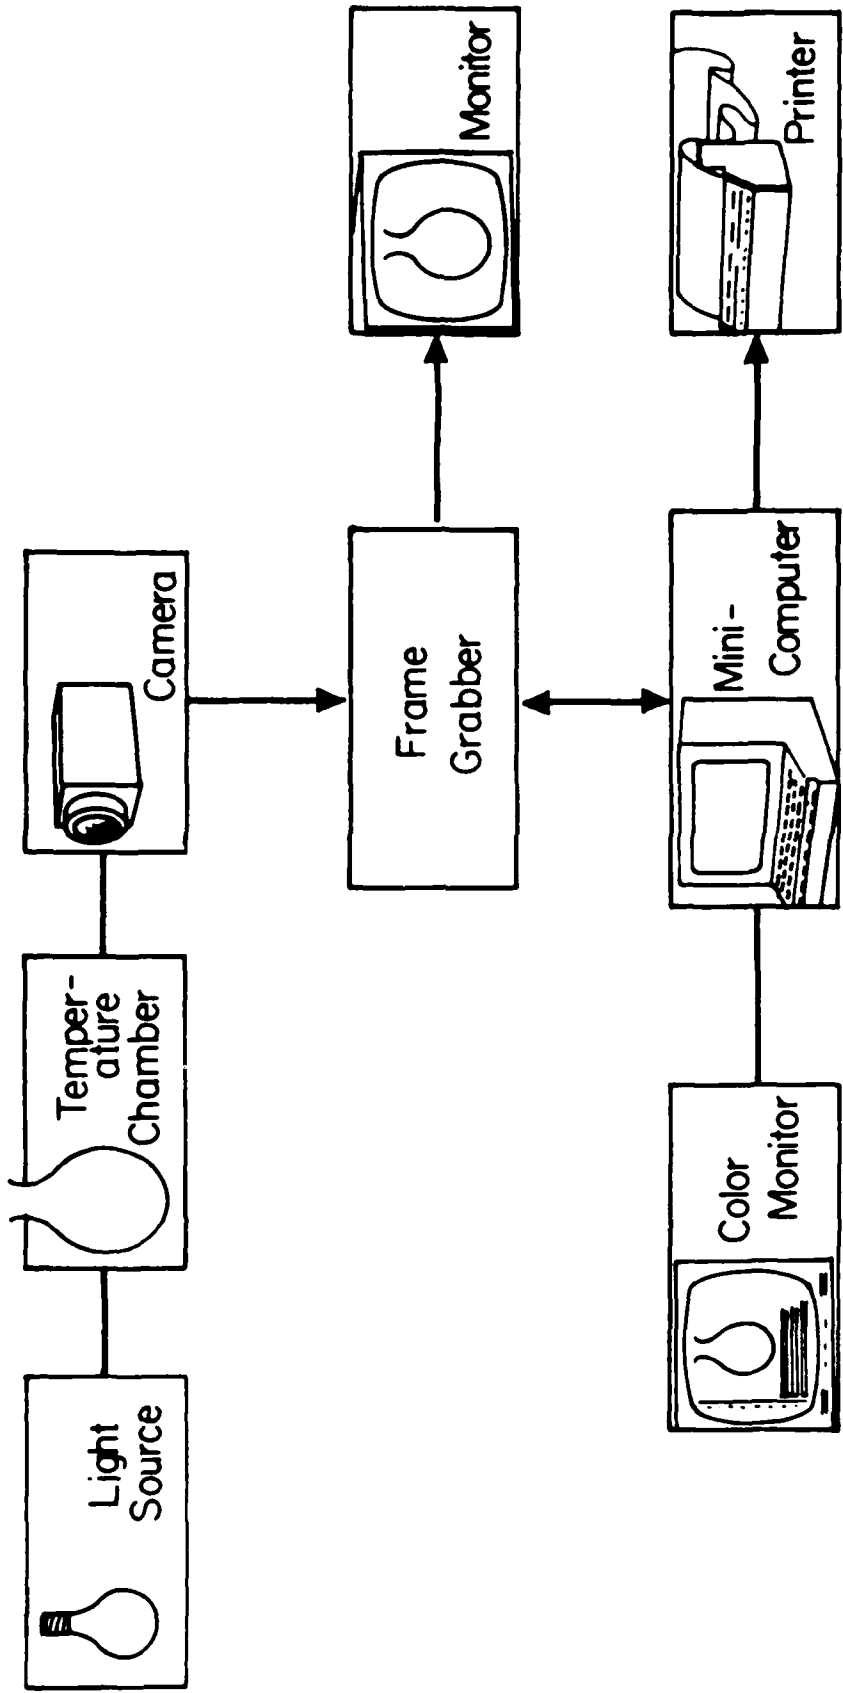 Light
Source
Temper-
ature
Chamber
Camera
Frame
Grabber
Monitor
Color
Monitor
Mini-
Computer
Printer